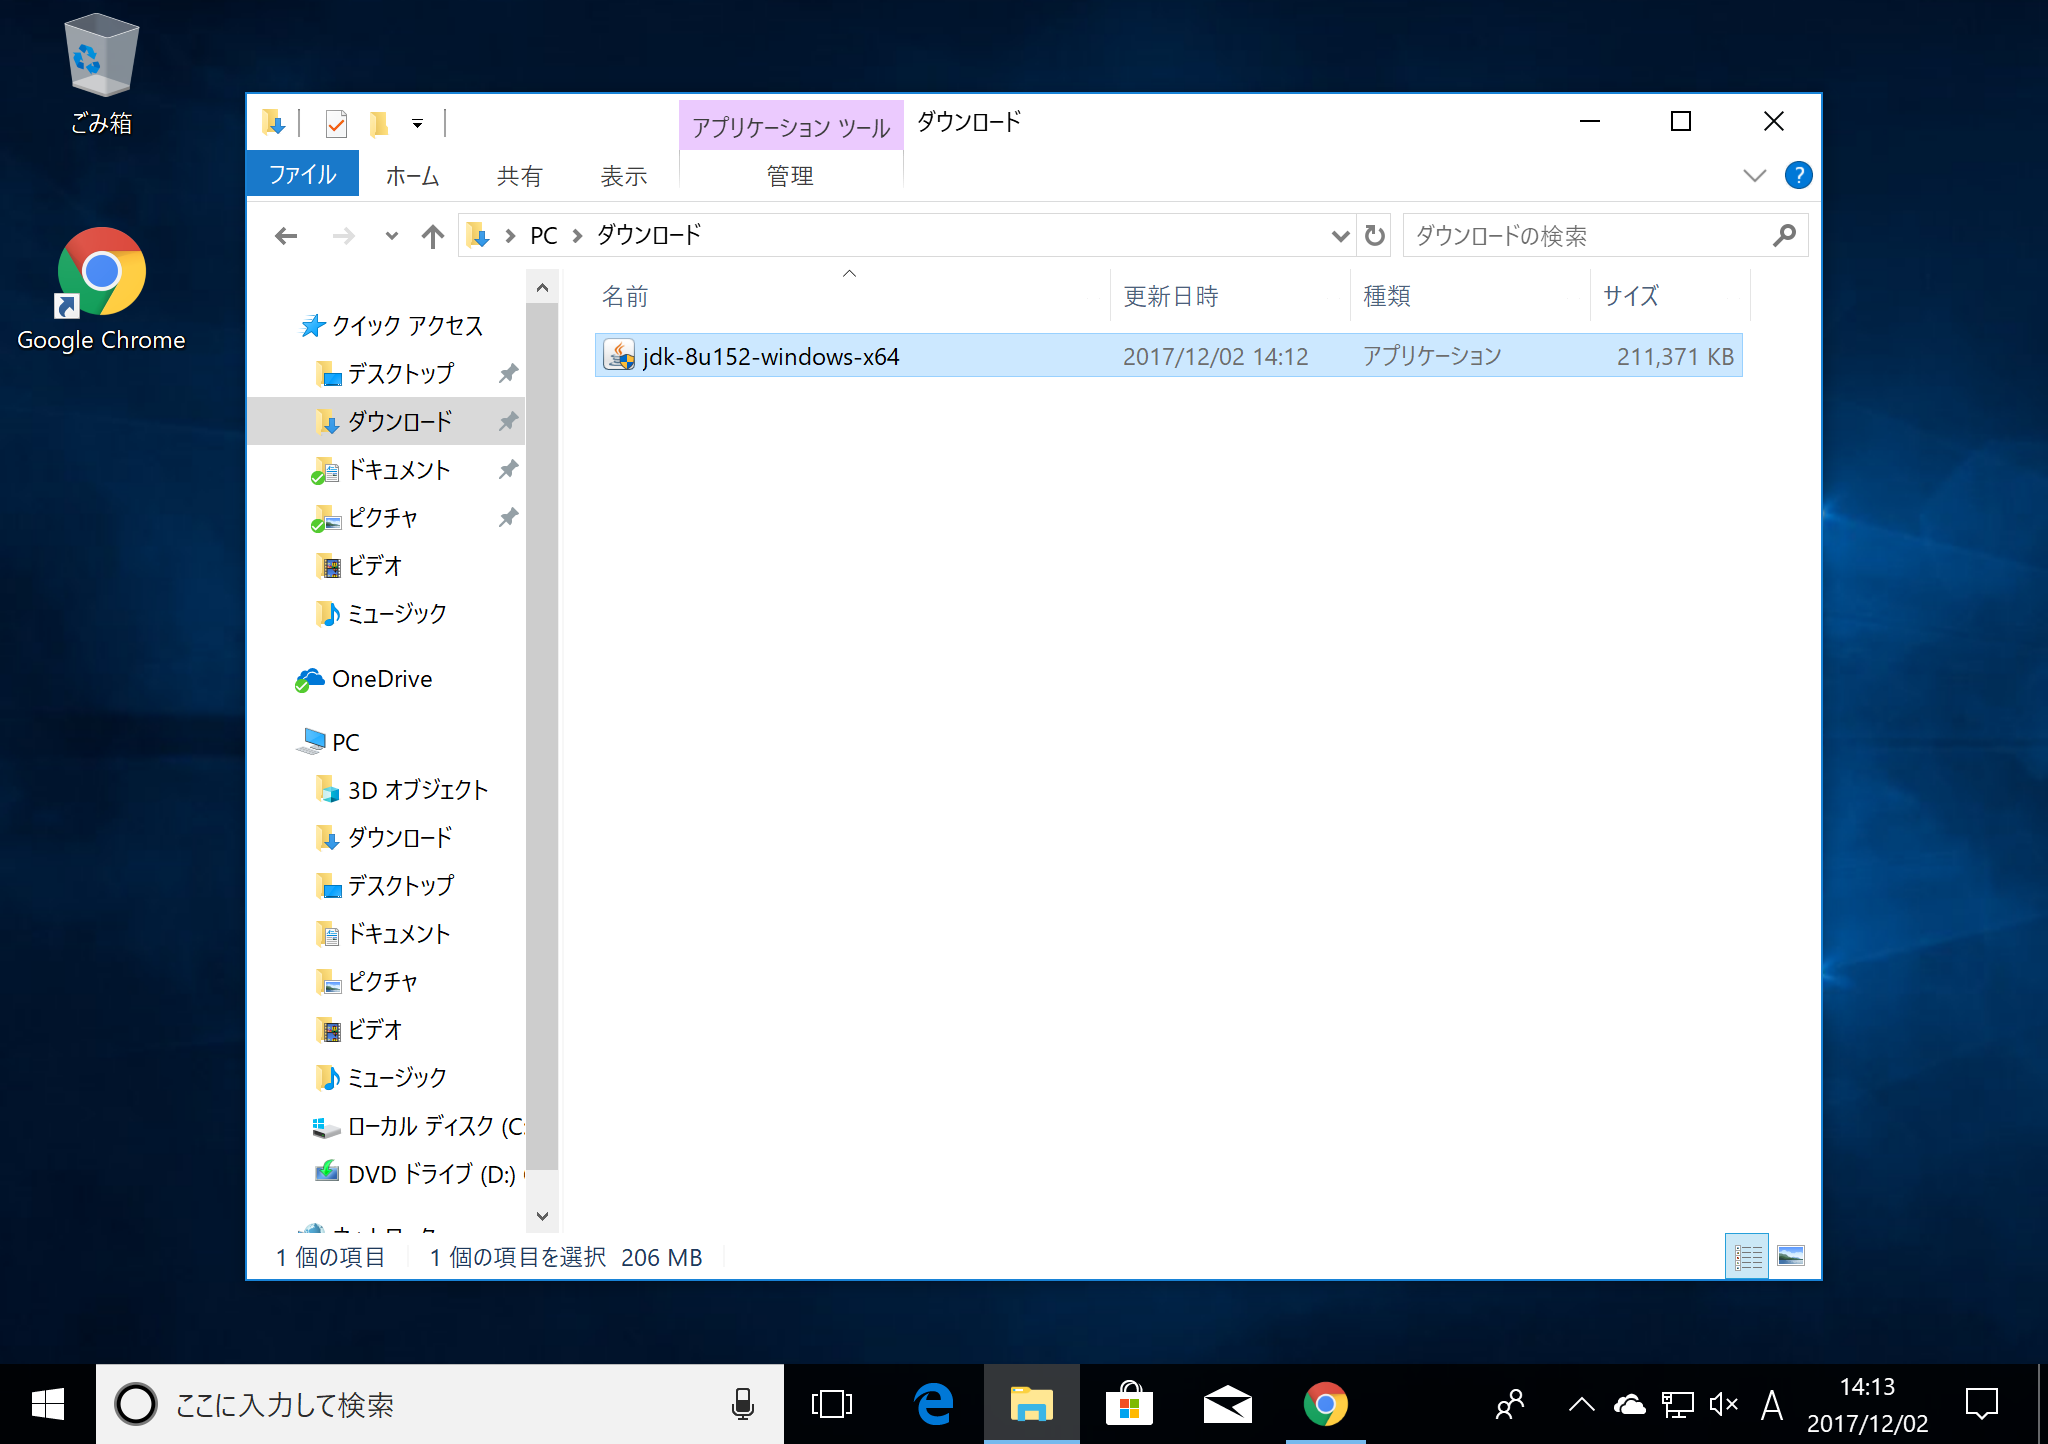 ごみ箱
Google Chrome
アプリケーション ツール
ダウンロード
ファイル
ホーム
共有
表示
管理
?
PC
ダウンロード
ダウンロードの検索
名前
更新日時
種類
サイズ
jdk-8u152-windows-x64
2017/12/02 14:12
アプリケーション
211,371 KB
クイック アクセス
デスクトップ
ダウンロード
ドキュメント
ピクチャ
ビデオ
ミュージック
OneDrive
PC
3D オブジェクト
ダウンロード
デスクトップ
ドキュメント
ピクチャ
ビデオ
ミュージック
ローカル ディスク (C:
DVD ドライブ (D:)
ネットワーク
1 個の項目
1 個の項目を選択 206 MB
ここに入力して検索
A
14:13
2017/12/02